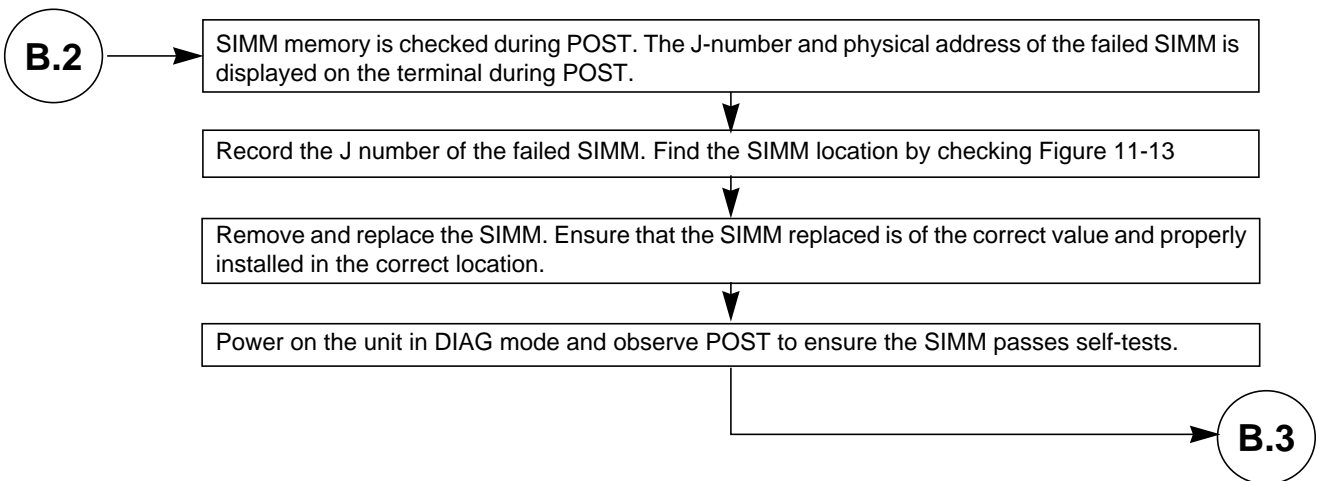 B.2
SIMM memory is checked during POST. The J-number and physical address of the failed SIMM is
displayed on the terminal during POST.
Record the J number of the failed SIMM. Find the SIMM location by checking Figure 11-13
Remove and replace the SIMM. Ensure that the SIMM replaced is of the correct value and properly
installed in the correct location.
Power on the unit in DIAG mode and observe POST to ensure the SIMM passes self-tests.
B.3